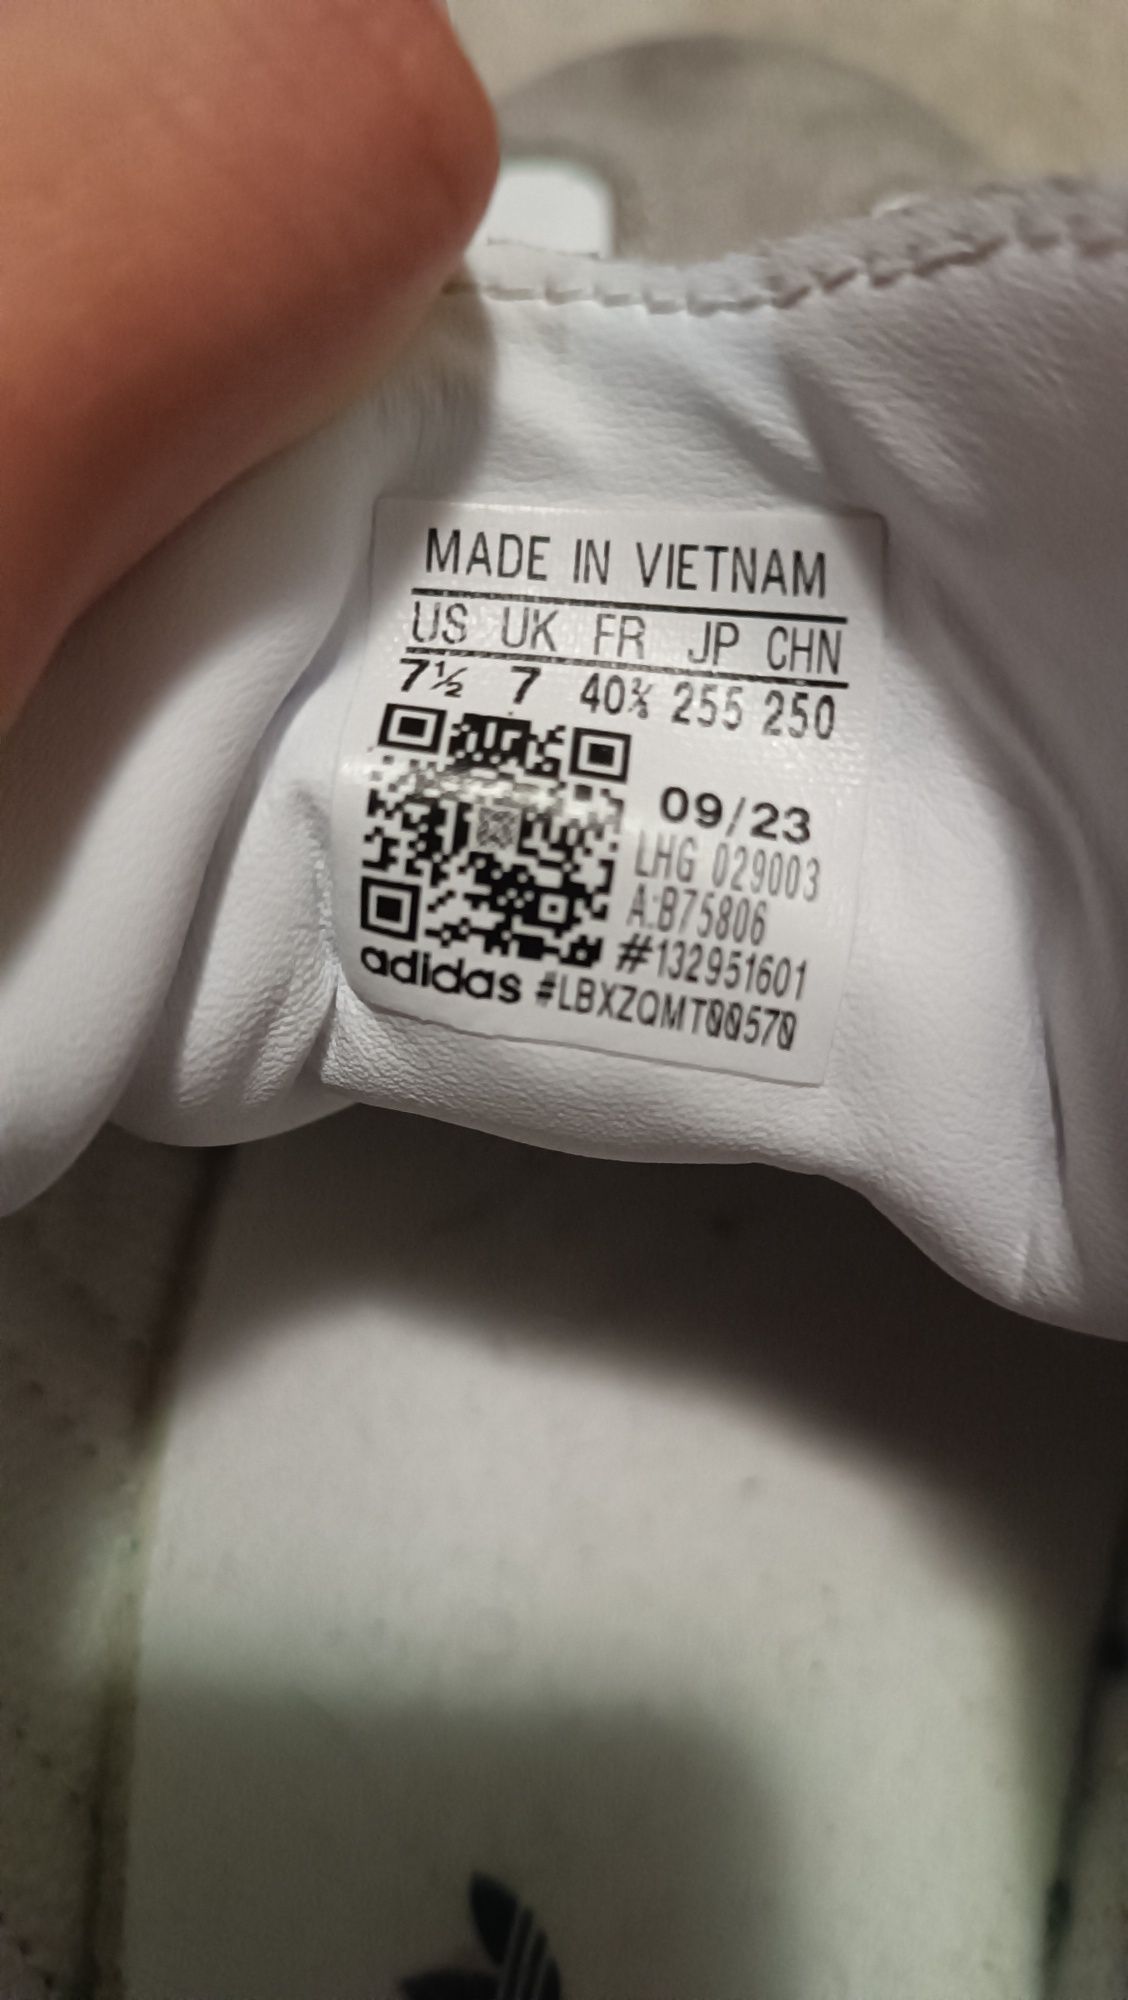 MADE IN VIETNAM
US UK FR JP CHN
7½ 7 40⅔ 255 250
09/23
LHG 029003
A:B75806
#132951601
adidas #LBXZQMT00570